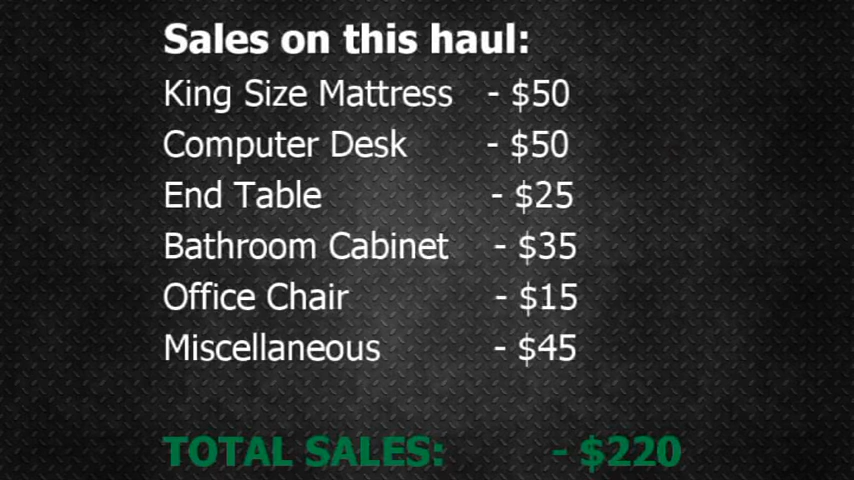 Sales on this haul:
King Size Mattress - $50
Computer Desk - $50
End Table - $25
Bathroom Cabinet - $35
Office Chair - $15
Miscellaneous - $45
TOTAL SALES: - $220